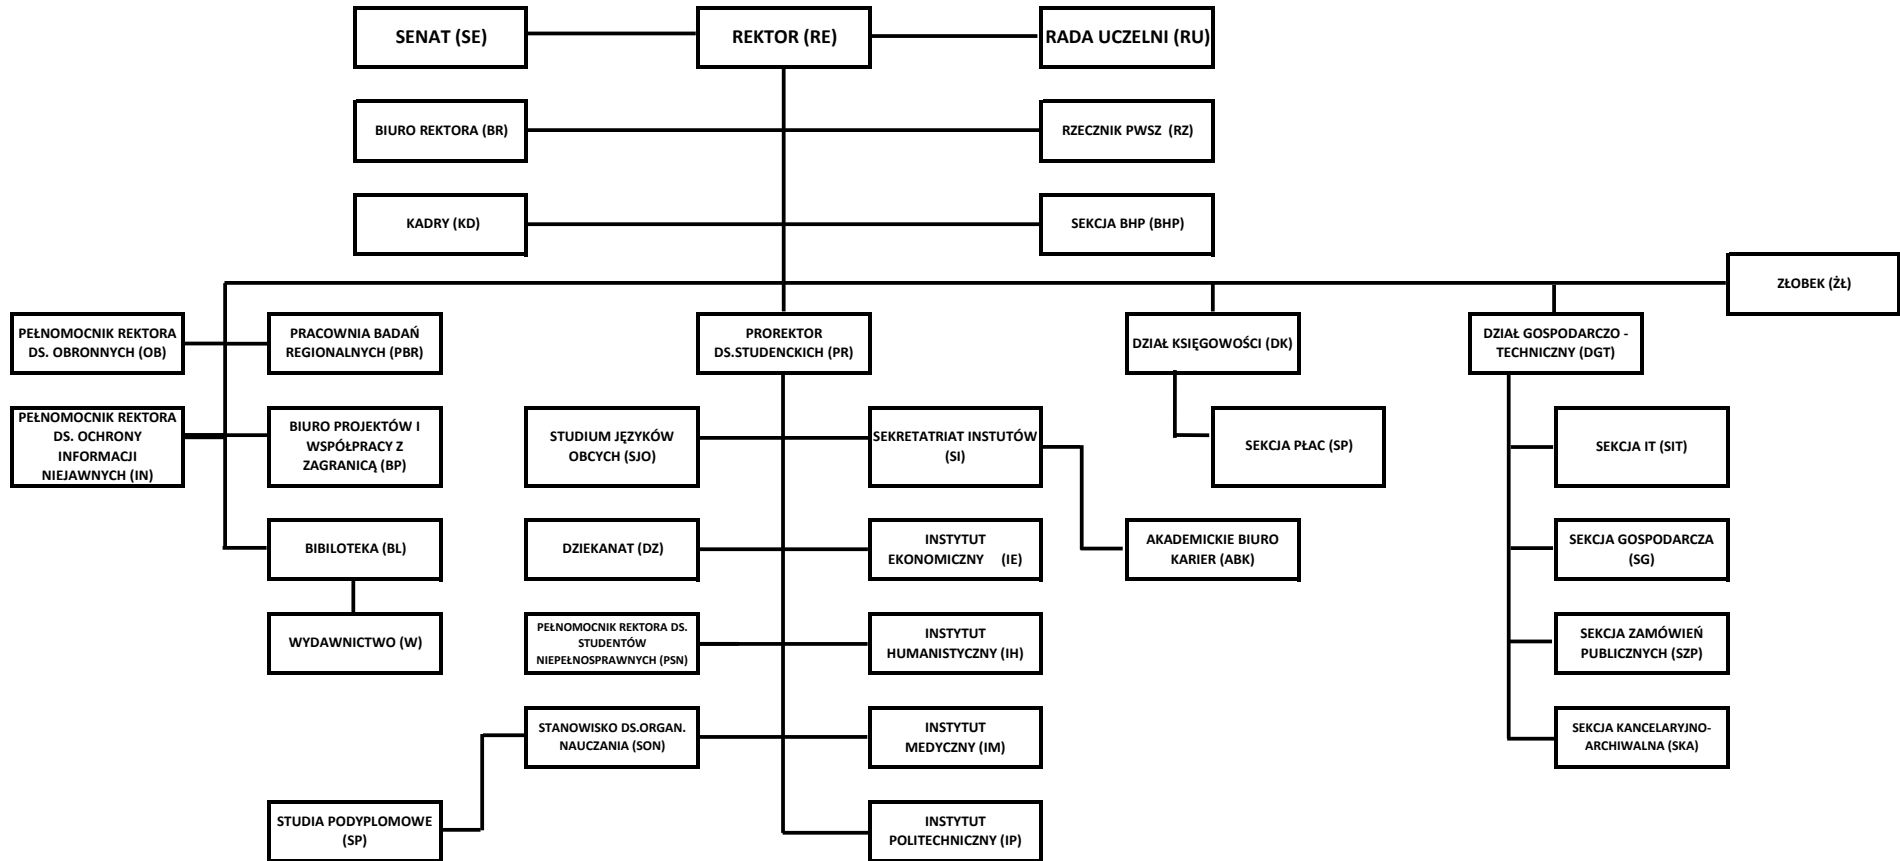 SENAT (SE)
REKTOR (RE)
RADA UCZELNI (RU)
BIURO REKTORA (BR)
RZECZNIK PWSZ (RZ)
KADRY (KD)
SEKCJA BHP (BHP)
ZŁOBEK (ŻŁ)
PEŁNOMOCNIK REKTORA
DS. OBRONNYCH (OB)
PRACOWNIA BADAŃ
REGIONALNYCH (PBR)
PROREKTOR
DS.STUDENCKICH (PR)
DZIAŁ KSIĘGOWOŚCI (DK)
DZIAŁ GOSPODARCZO -
TECHNICZNY (DGT)
PEŁNOMOCNIK REKTORA
DS. OCHRONY
INFORMACJI
NIEJAWNYCH (IN)
BIURO PROJEKTÓW I
WSPÓŁPRACY Z
ZAGRANICĄ (BP)
STUDIUM JĘZYKÓW
OBCYCH (SJO)
SEKRETATRIAT INSTUTÓW
(SI)
SEKCJA PŁAC (SP)
SEKCJA IT (SIT)
BIBILOTEKA (BL)
DZIEKANAT (DZ)
INSTYTUT
EKONOMICZNY (IE)
AKADEMICKIE BIURO
KARIER (ABK)
SEKCJA GOSPODARCZA
(SG)
WYDAWNICTWO (W)
PEŁNOMOCNIK REKTORA DS.
STUDENTÓW
NIEPEŁNOSPRAWNYCH (PSN)
INSTYTUT
HUMANISTYCZNY (IH)
SEKCJA ZAMÓWIEŃ
PUBLICZNYCH (SZP)
STANOWISKO DS.ORGAN.
NAUCZANIA (SON)
INSTYTUT
MEDYCZNY (IM)
SEKCJA KANCELARYJNO-
ARCHIWALNA (SKA)
STUDIA PODYPLOMOWE
(SP)
INSTYTUT
POLITECHNICZNY (IP)